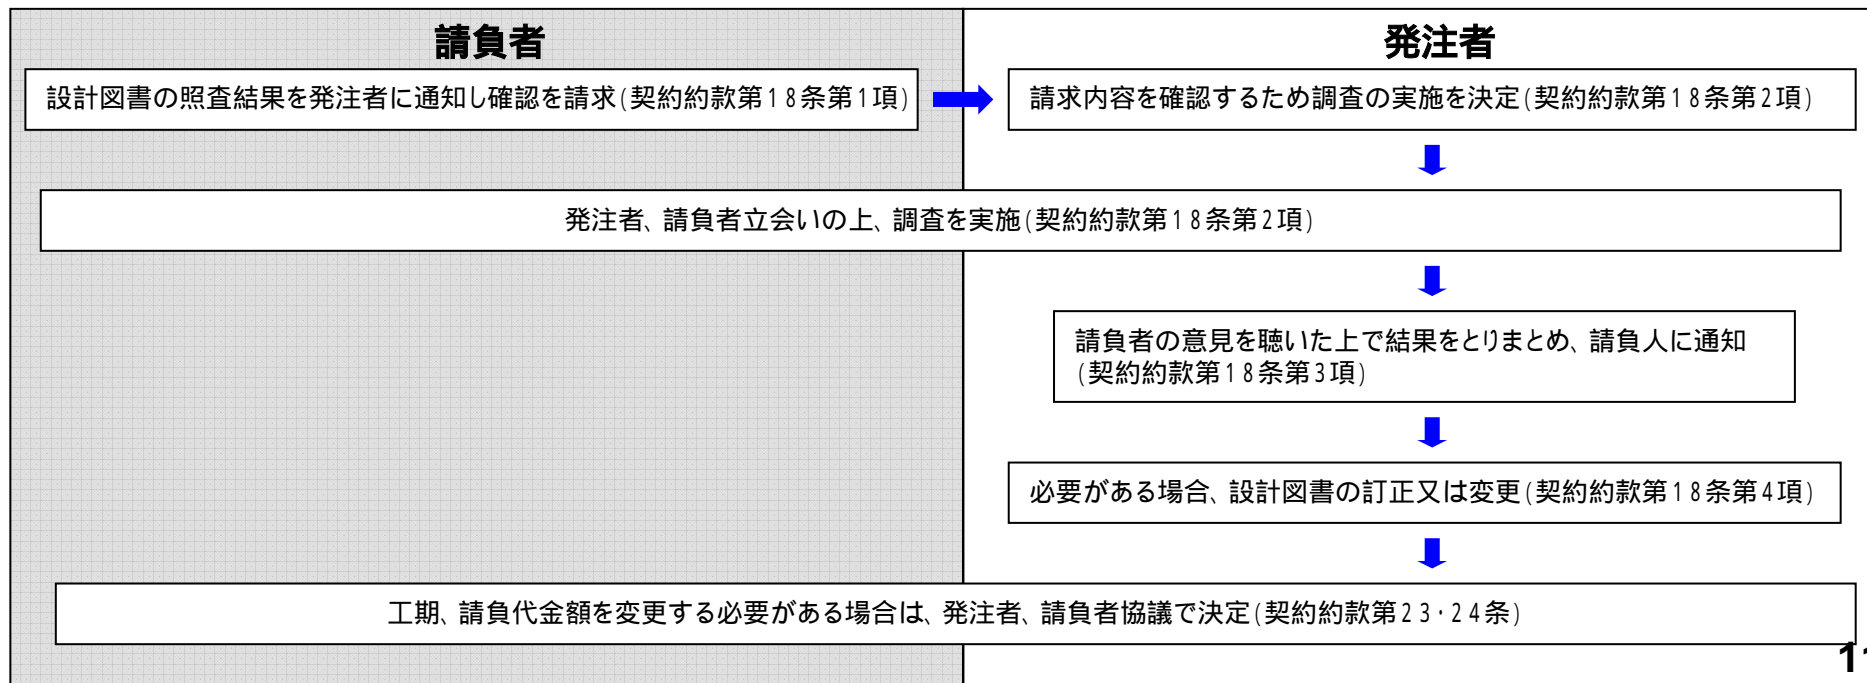 請負者
発注者
設計図書の照査結果を発注者に通知し確認を請求(契約約款第18条第1項)
請求内容を確認するため調査の実施を決定(契約約款第18条第2項)
発注者、請負者立会いの上、調査を実施(契約約款第18条第2項)
請負者の意見を聴いた上で結果をとりまとめ、請負人に通知
(契約約款第18条第3項)
必要がある場合、設計図書の訂正又は変更(契約約款第18条第4項)
工期、請負代金額を変更する必要がある場合は、発注者、請負者協議で決定(契約約款第23・24条)
11